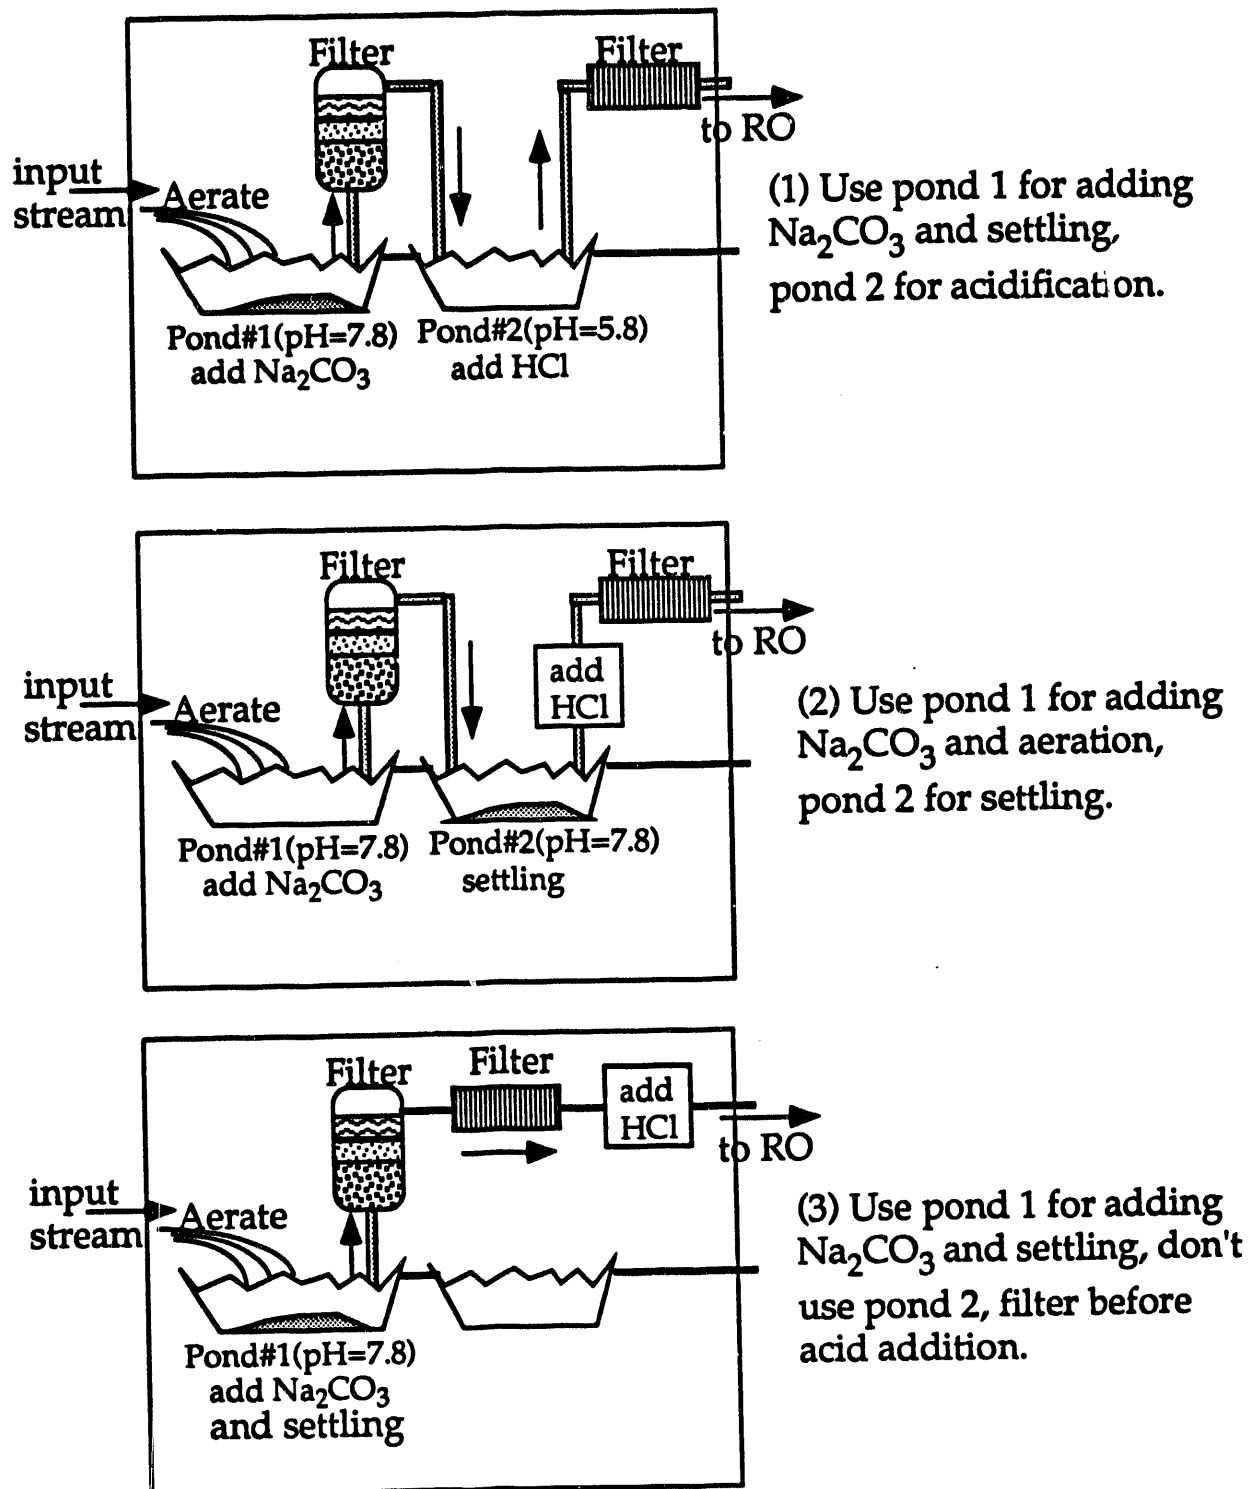 Filter
Filter
to RO
input
stream
Aerate
Pond#1(pH=7.8)
add Na₂CO₃
Pond#2(pH=5.8)
add HCl
(1) Use pond 1 for adding
Na₂CO₃ and settling,
pond 2 for acidification.
Filter
Filter
to RO
add
HCl
input
stream
Aerate
Pond#1(pH=7.8)
add Na₂CO₃
Pond#2(pH=7.8)
settling
(2) Use pond 1 for adding
Na₂CO₃ and aeration,
pond 2 for settling.
Filter
Filter
add
HCl
to RO
input
stream
Aerate
Pond#1(pH=7.8)
add Na₂CO₃
and settling
(3) Use pond 1 for adding
Na₂CO₃ and settling, don't
use pond 2, filter before
acid addition.